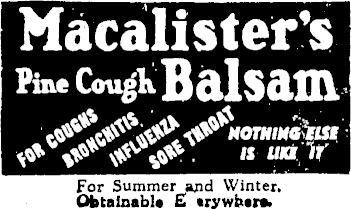 Macalister's
Pine Cough Balsam
FOR COUGHS
BRONCHITIS,
INFLUENZA
SORE THROAT
NOTHING ELSE
IS LIKE IT
For Summer and Winter.
Obtainable E erywhere.